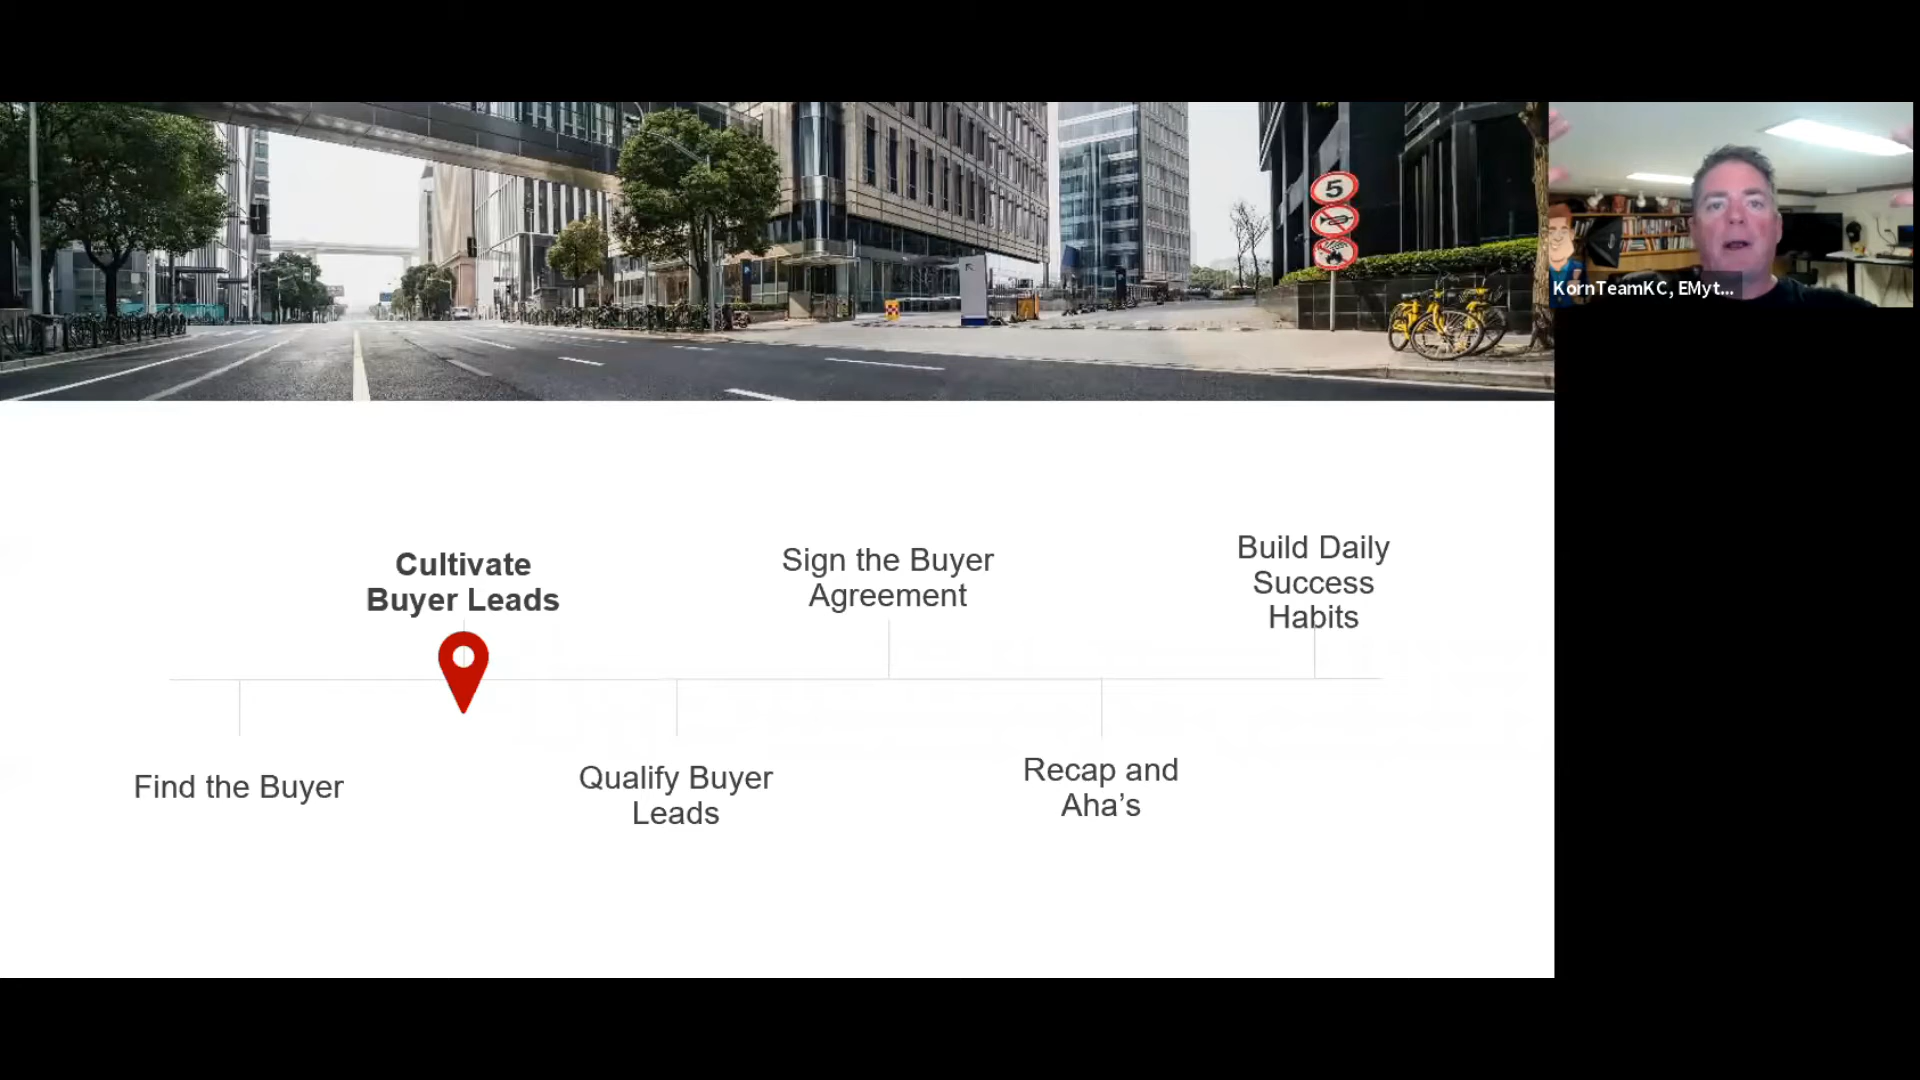 5
KornTeamKC, EMyt...
Cultivate
Buyer Leads
Sign the Buyer
Agreement
Build Daily
Success
Habits
Find the Buyer
Qualify Buyer
Leads
Recap and
Aha’s